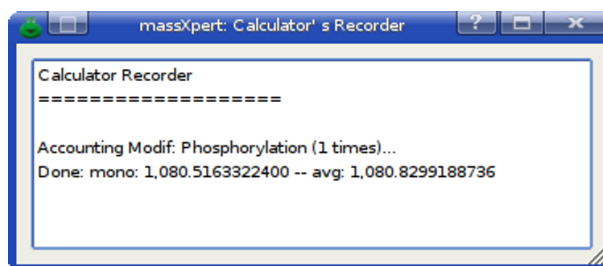 massXpert: Calculator' s Recorder
Calculator Recorder
===================
Accounting Modif: Phosphorylation (1 times)...
Done: mono: 1,080.5163322400 -- avg: 1,080.8299188736